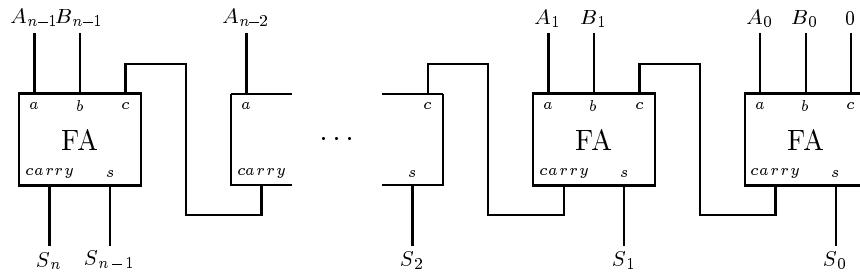 A_{n-1} B_{n-1} A_{n-2} A_1 B_1 A_0 B_0 0
a b c a c a b c a b c
FA ... FA FA
carry s s carry s carry s
S_n S_{n-1} S_2 S_1 S_0